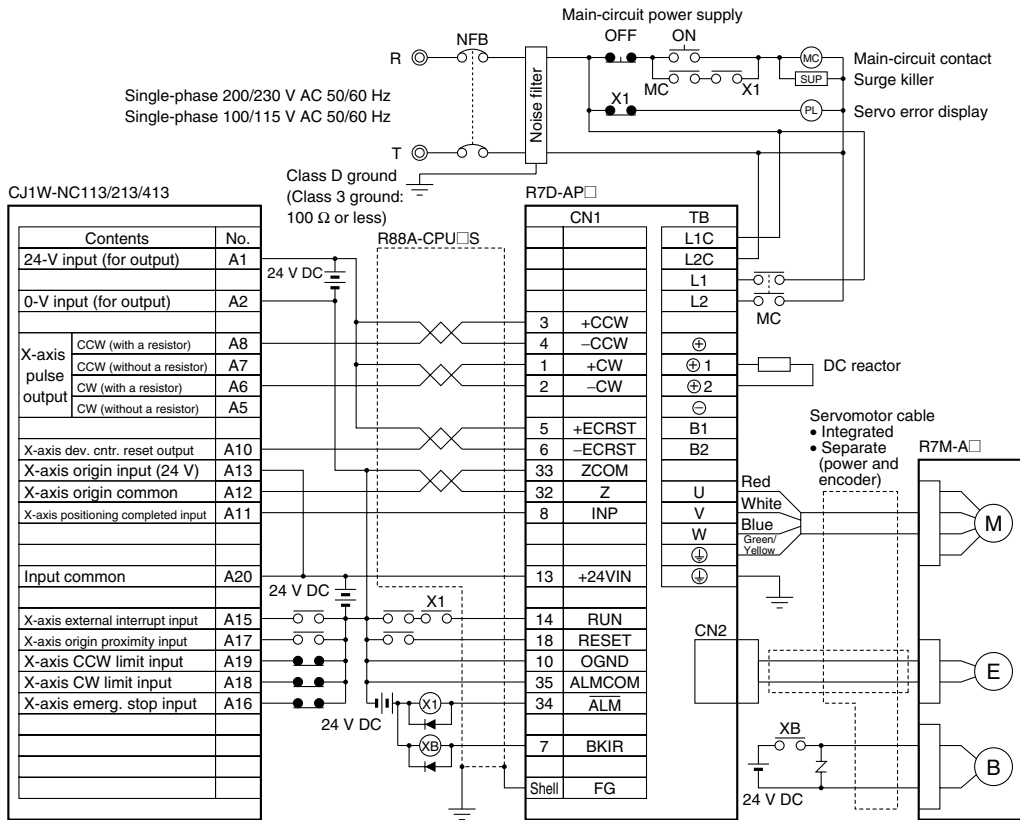 Main-circuit power supply
OFF ON
NFB
R
MC Main-circuit contact
SUP Surge killer
MC X1
X1
PL Servo error display
Noise filter
Single-phase 200/230 V AC 50/60 Hz
Single-phase 100/115 V AC 50/60 Hz
T
Class D ground
(Class 3 ground:
100 Ω or less)
CJ1W-NC113/213/413
R88A-CPU□S
R7D-AP□
CN1 TB
Contents No.
24-V input (for output) A1
0-V input (for output) A2
X-axis pulse output
CCW (with a resistor) A8
CCW (without a resistor) A7
CW (with a resistor) A6
CW (without a resistor) A5
X-axis dev. cntr. reset output A10
X-axis origin input (24 V) A13
X-axis origin common A12
X-axis positioning completed input A11
Input common A20
X-axis external interrupt input A15
X-axis origin proximity input A17
X-axis CCW limit input A19
X-axis CW limit input A18
X-axis emerg. stop input A16
24 V DC
24 V DC
X1
24 V DC
X1
XB
3 +CCW
4 −CCW
1 +CW
2 −CW
5 +ECRST
6 −ECRST
33 ZCOM
32 Z
8 INP
13 +24VIN
14 RUN
18 RESET
10 OGND
35 ALMCOM
34 ALM
7 BKIR
Shell FG
L1C
L2C
L1
L2
MC
⊕
⊕ 1
⊕ 2
⊖
B1
B2
U
V
W
DC reactor
Servomotor cable
• Integrated
• Separate
(power and
encoder)
R7M-A□
Red
White
Blue
Green/
Yellow
M
CN2
E
XB
24 V DC
B